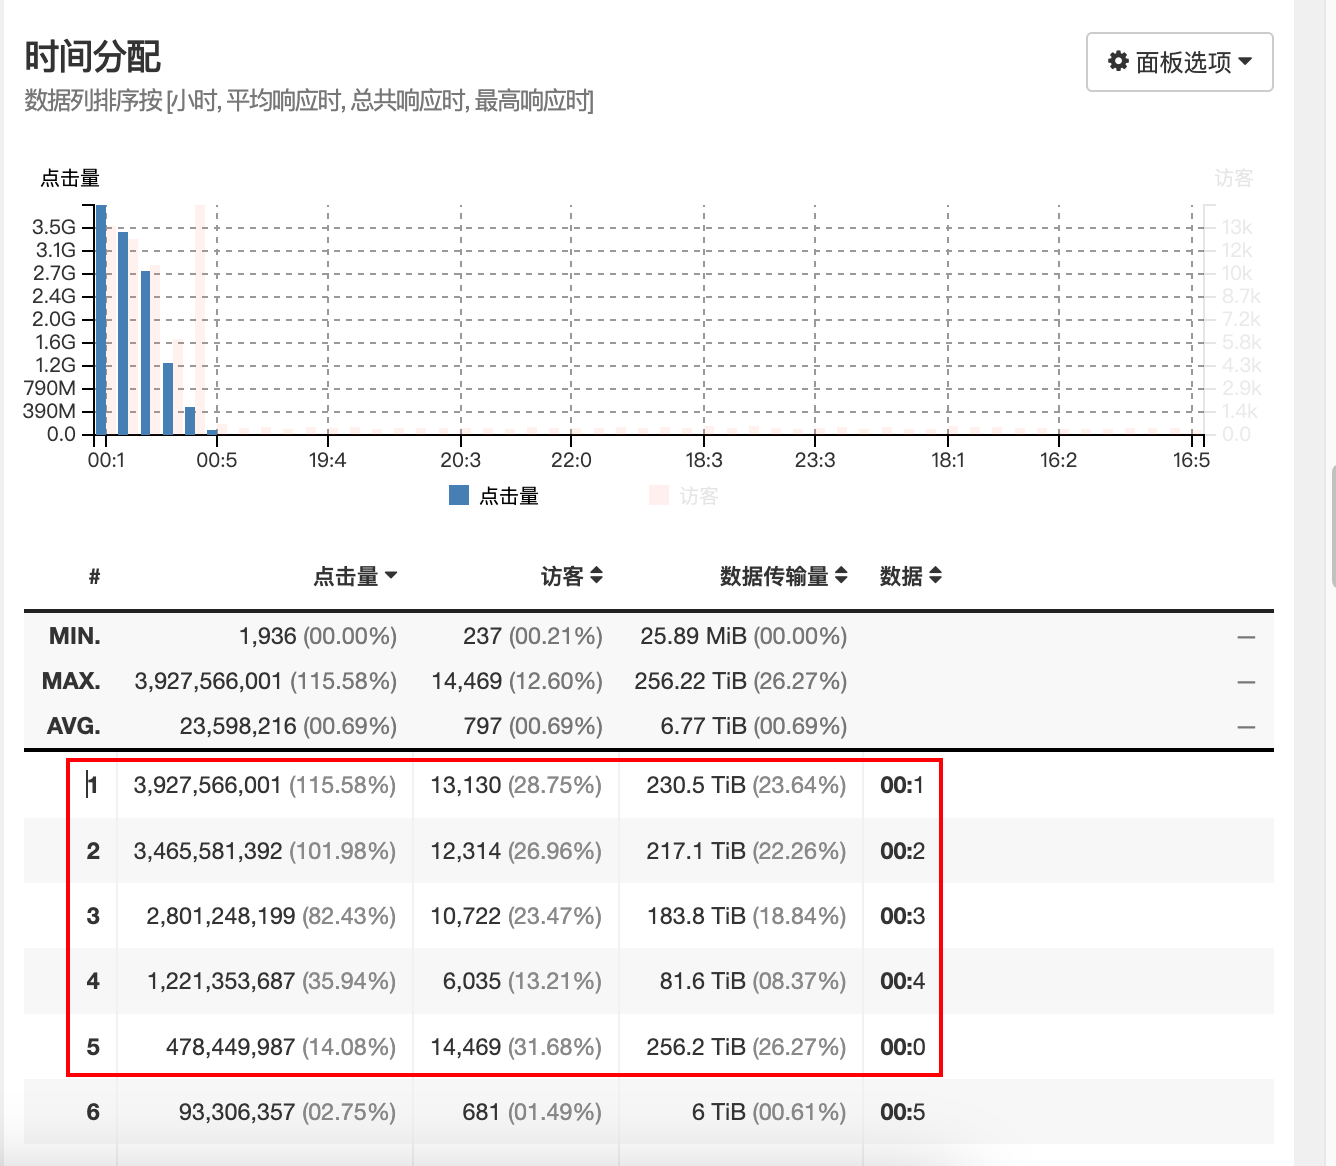 时间分配
面板选项
数据列排序按 [小时, 平均响应时, 总共响应时, 最高响应时]
点击量 访客
3.5G 13k
3.1G 12k
2.7G 10k
2.4G 8.7k
2.0G 7.2k
1.6G 5.8k
1.2G 4.3k
790M 2.9k
390M 1.4k
0.0 0.0
00:1 00:5 19:4 20:3 22:0 18:3 23:3 18:1 16:2 16:5
点击量 访客
# 点击量 访客 数据传输量 数据
MIN. 1,936 (00.00%) 237 (00.21%) 25.89 MiB (00.00%) —
MAX. 3,927,566,001 (115.58%) 14,469 (12.60%) 256.22 TiB (26.27%) —
AVG. 23,598,216 (00.69%) 797 (00.69%) 6.77 TiB (00.69%) —
1 3,927,566,001 (115.58%) 13,130 (28.75%) 230.5 TiB (23.64%) 00:1
2 3,465,581,392 (101.98%) 12,314 (26.96%) 217.1 TiB (22.26%) 00:2
3 2,801,248,199 (82.43%) 10,722 (23.47%) 183.8 TiB (18.84%) 00:3
4 1,221,353,687 (35.94%) 6,035 (13.21%) 81.6 TiB (08.37%) 00:4
5 478,449,987 (14.08%) 14,469 (31.68%) 256.2 TiB (26.27%) 00:0
6 93,306,357 (02.75%) 681 (01.49%) 6 TiB (00.61%) 00:5